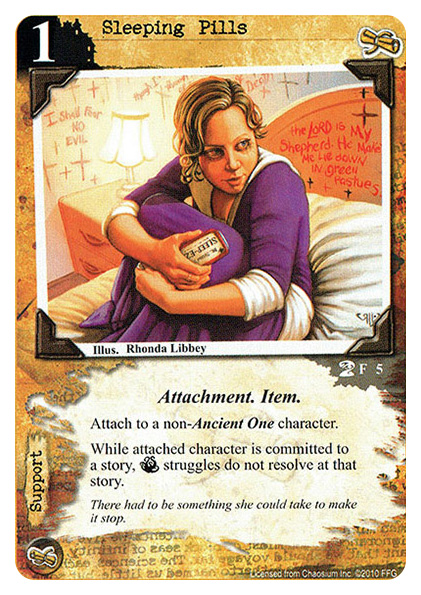 1
Sleeping Pills
I Shall Fear
NO
EVIL
DEATH
the LORD is My
Shepherd. He Make
Me Lie DOWN
IN green
Pastures
SLEEP-EZ
Illus. Rhonda Libbey
F 5
Attachment. Item.
Attach to a non-Ancient One character.
While attached character is committed to
a story, struggles do not resolve at that
story.
There had to be something she could take to make
it stop.
Support
Licensed from Chaosium Inc. ©2010 FFG